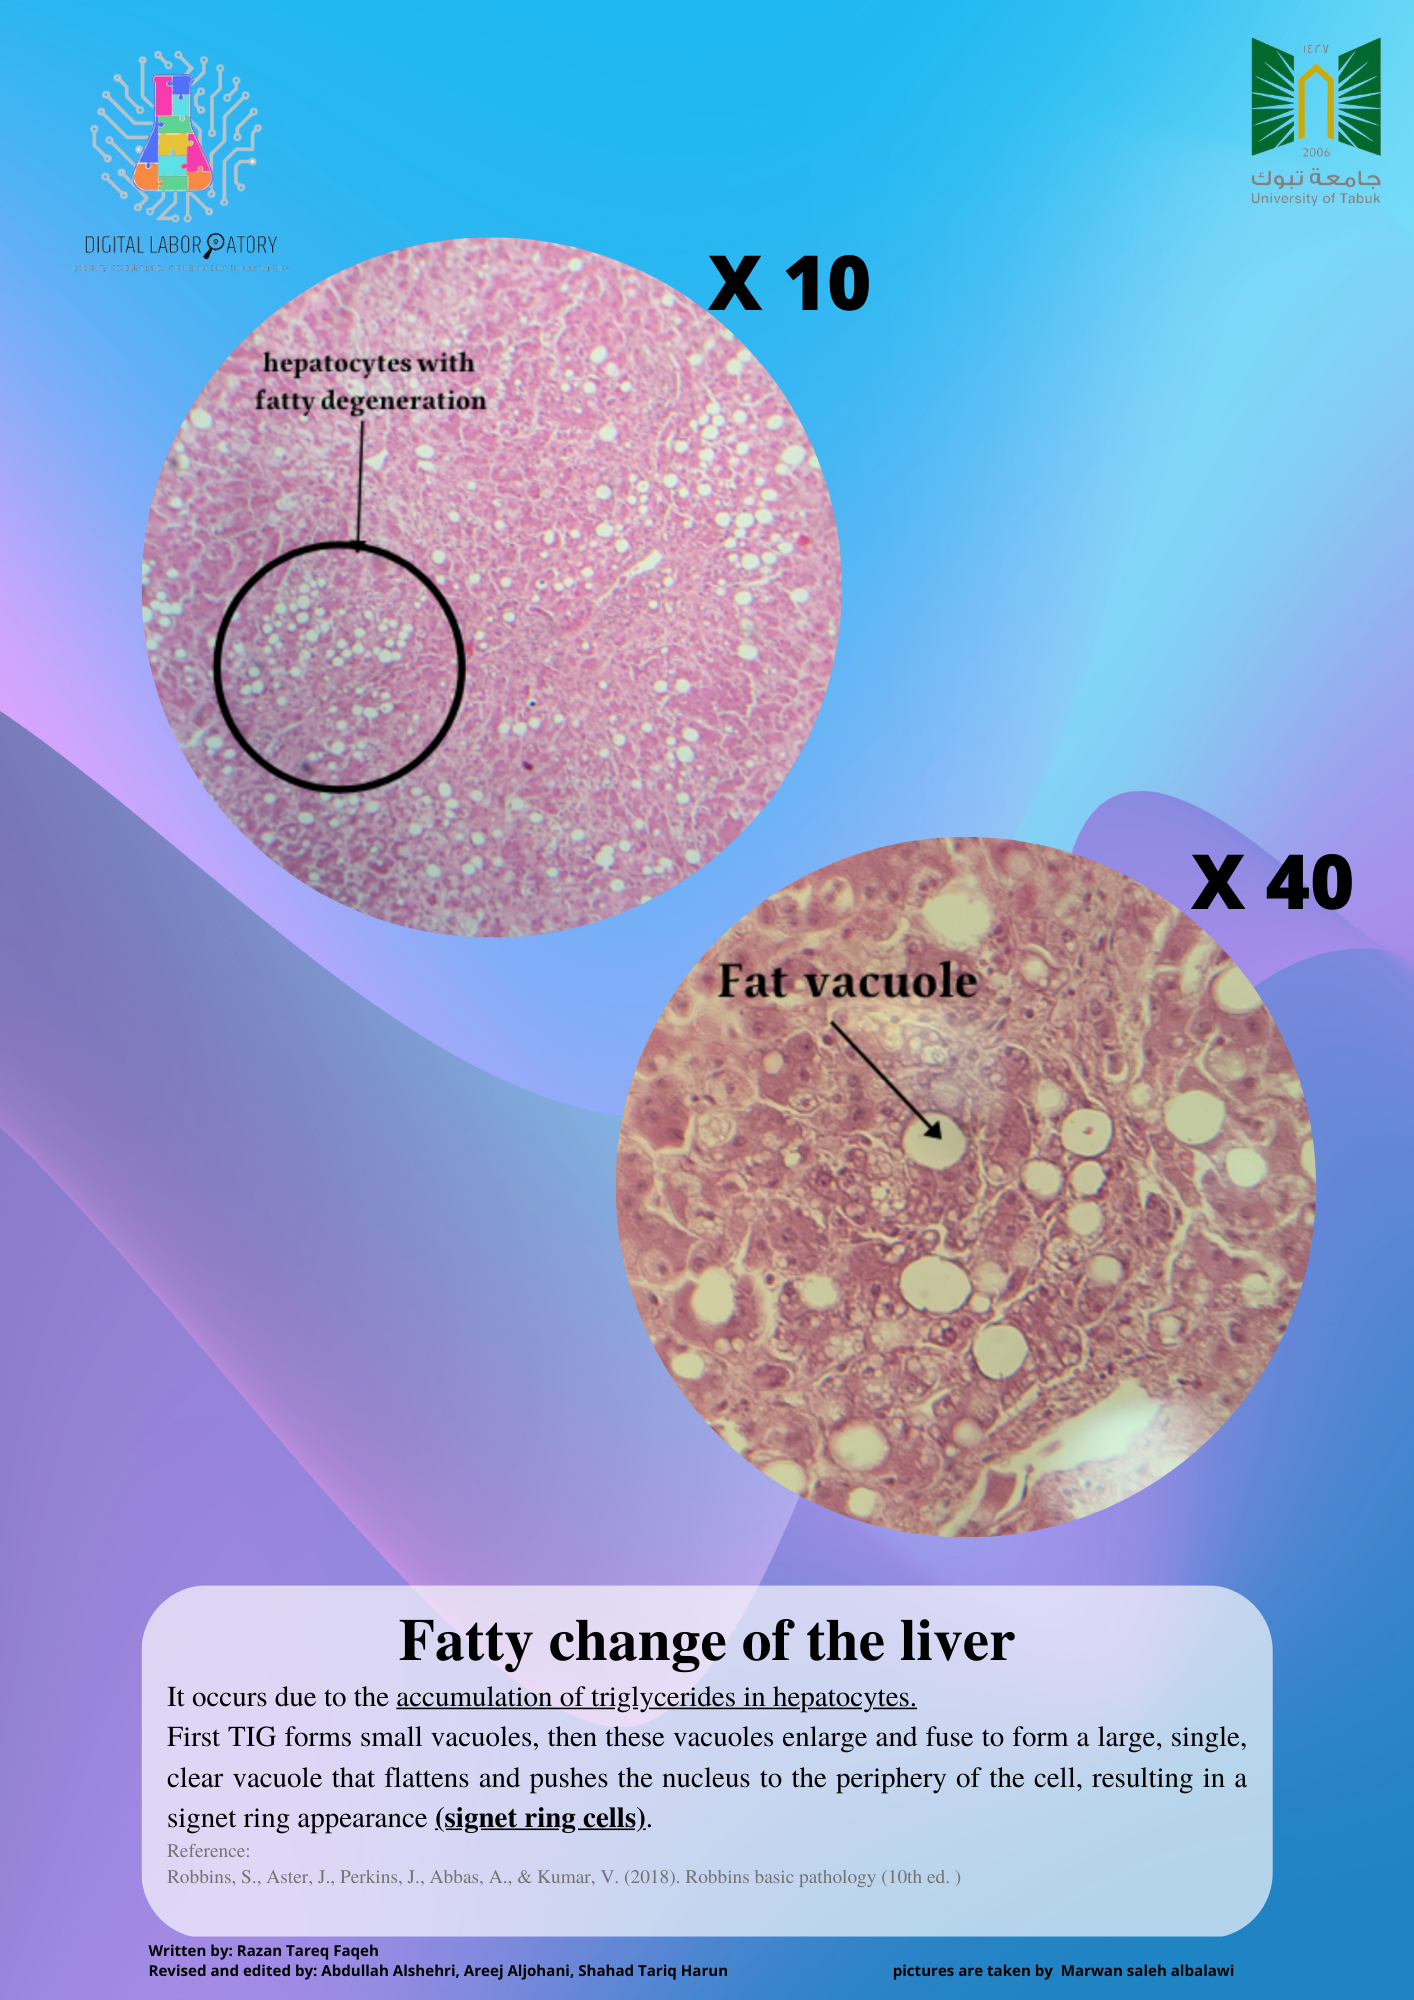 ١٤٢٧
2006
جامعة تبوك
University of Tabuk
DIGITAL LABORATORY
X 10
hepatocytes with
fatty degeneration
X 40
Fat vacuole
Fatty change of the liver
It occurs due to the accumulation of triglycerides in hepatocytes.
First TIG forms small vacuoles, then these vacuoles enlarge and fuse to form a large, single,
clear vacuole that flattens and pushes the nucleus to the periphery of the cell, resulting in a
signet ring appearance (signet ring cells).
Reference:
Robbins, S., Aster, J., Perkins, J., Abbas, A., & Kumar, V. (2018). Robbins basic pathology (10th ed. )
Written by: Razan Tareq Faqeh
Revised and edited by: Abdullah Alshehri, Areej Aljohani, Shahad Tariq Harun
pictures are taken by Marwan saleh albalawi